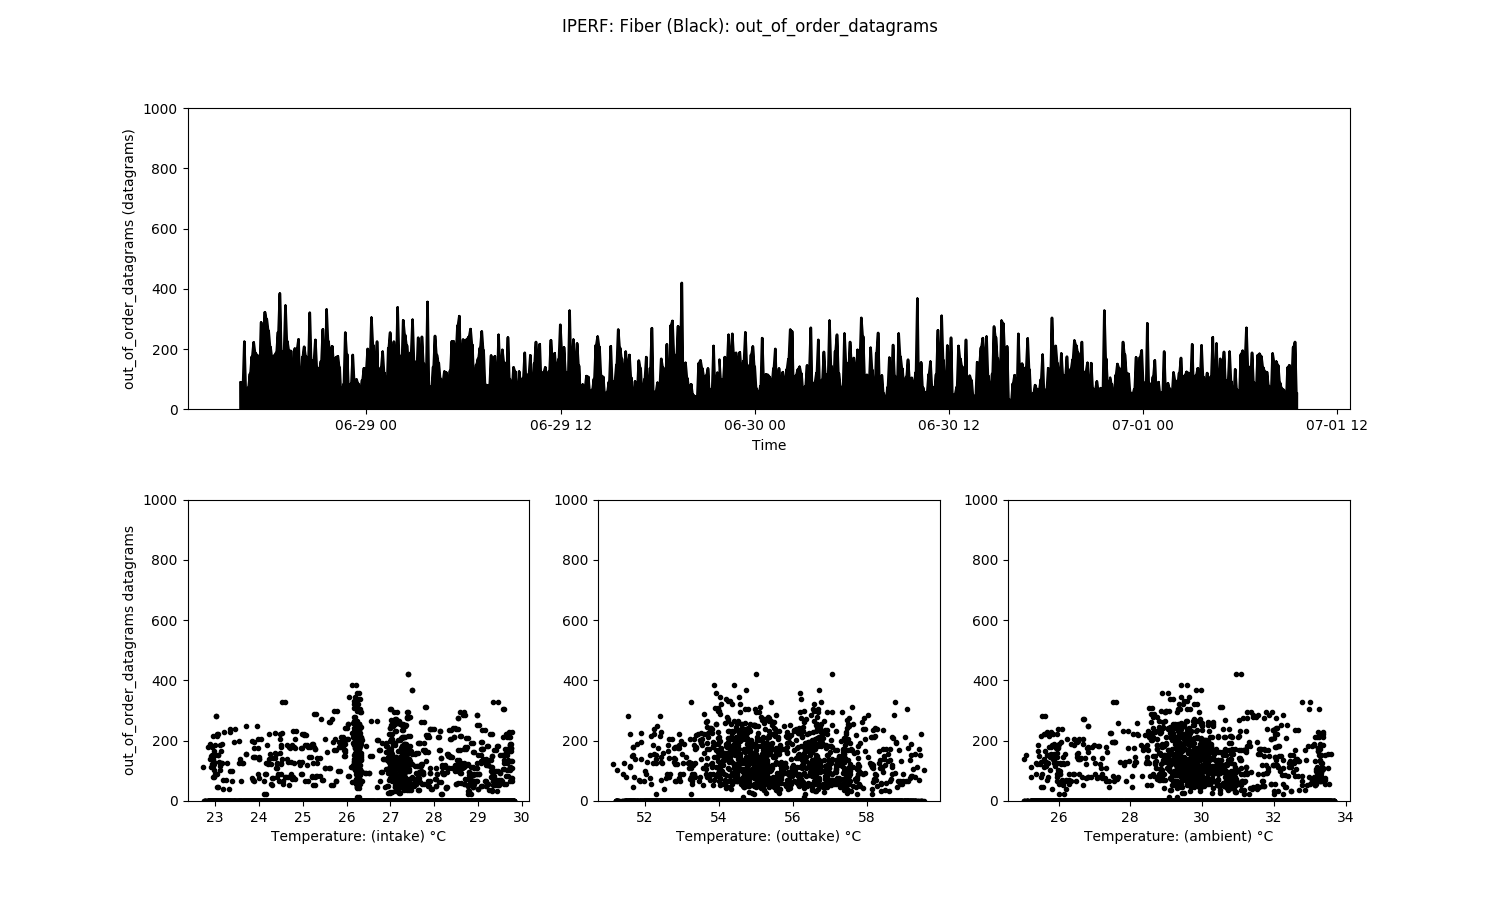 IPERF: Fiber (Black): out_of_order_datagrams
out_of_order_datagrams (datagrams)
1000
800
600
400
200
0
06-29 00 06-29 12 06-30 00 06-30 12 07-01 00 07-01 12
Time
out_of_order_datagrams datagrams
1000
800
600
400
200
0
23 24 25 26 27 28 29 30
Temperature: (intake) °C
1000
800
600
400
200
0
52 54 56 58
Temperature: (outtake) °C
1000
800
600
400
200
0
26 28 30 32 34
Temperature: (ambient) °C